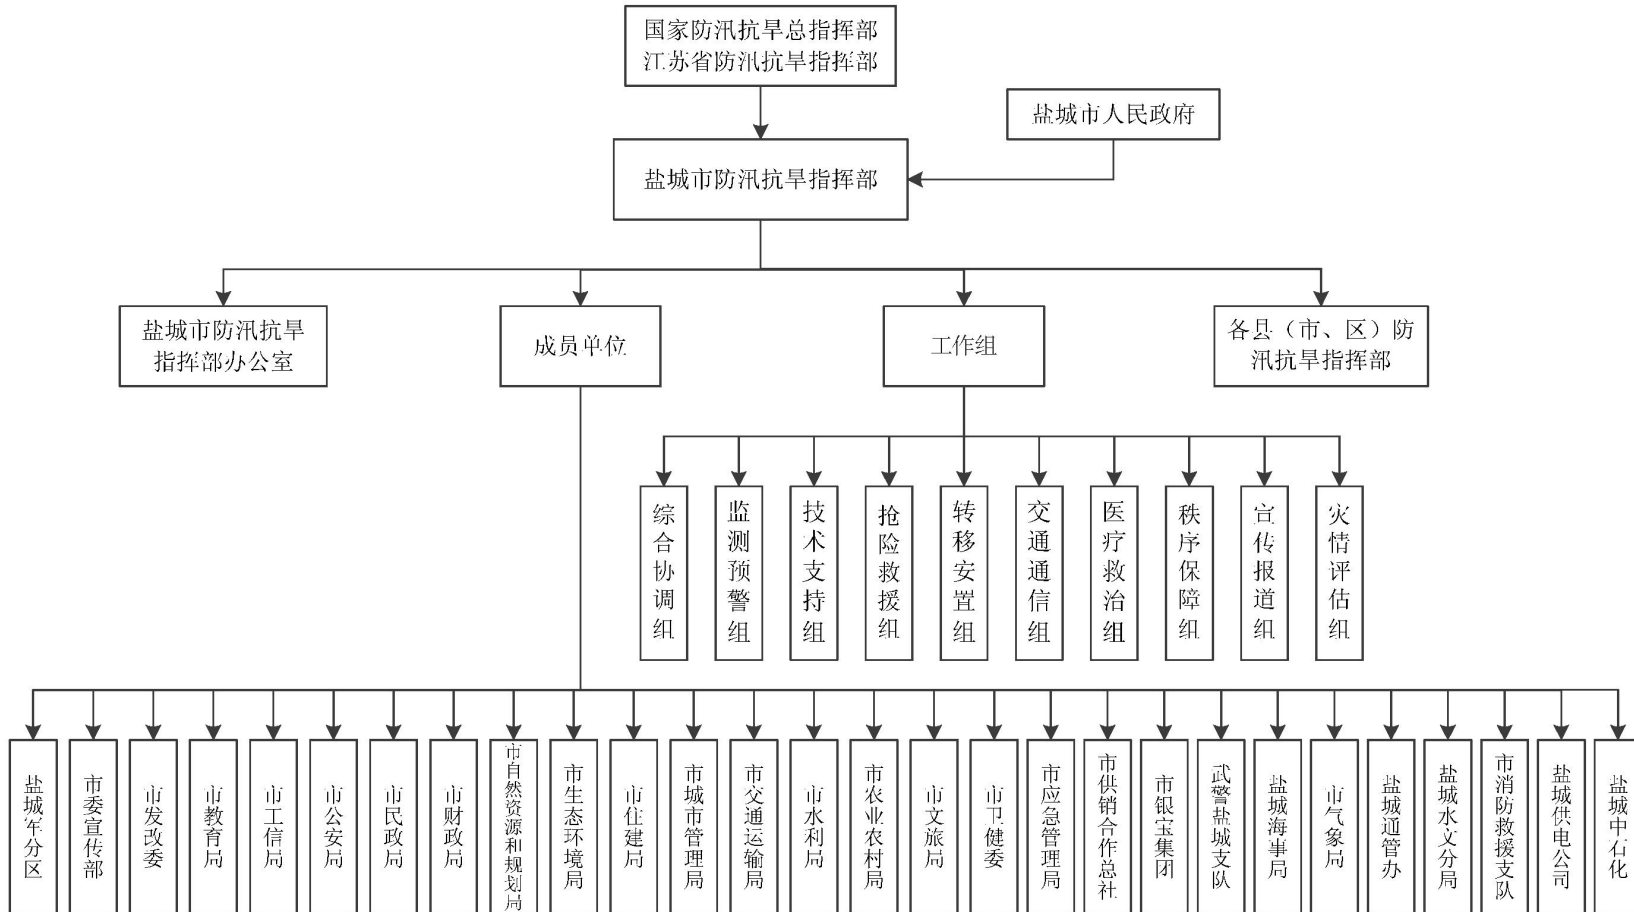 国家防汛抗旱总指挥部
江苏省防汛抗旱指挥部
盐城市人民政府
盐城市防汛抗旱指挥部
盐城市防汛抗旱
指挥部办公室
成员单位
工作组
各县（市、区）防
汛抗旱指挥部
综合协调组
监测预警组
技术支持组
抢险救援组
转移安置组
交通通信组
医疗救治组
秩序保障组
宣传报道组
灾情评估组
盐城军分区
市委宣传部
市发改委
市教育局
市工信局
市公安局
市民政局
市财政局
市自然资源和规划局
市生态环境局
市住建局
市城市管理局
市交通运输局
市水利局
市农业农村局
市文旅局
市卫健委
市应急管理局
市供销合作总社
市银宝集团
武警盐城支队
盐城海事局
市气象局
盐城通管办
盐城水文分局
市消防救援支队
盐城供电公司
盐城中石化